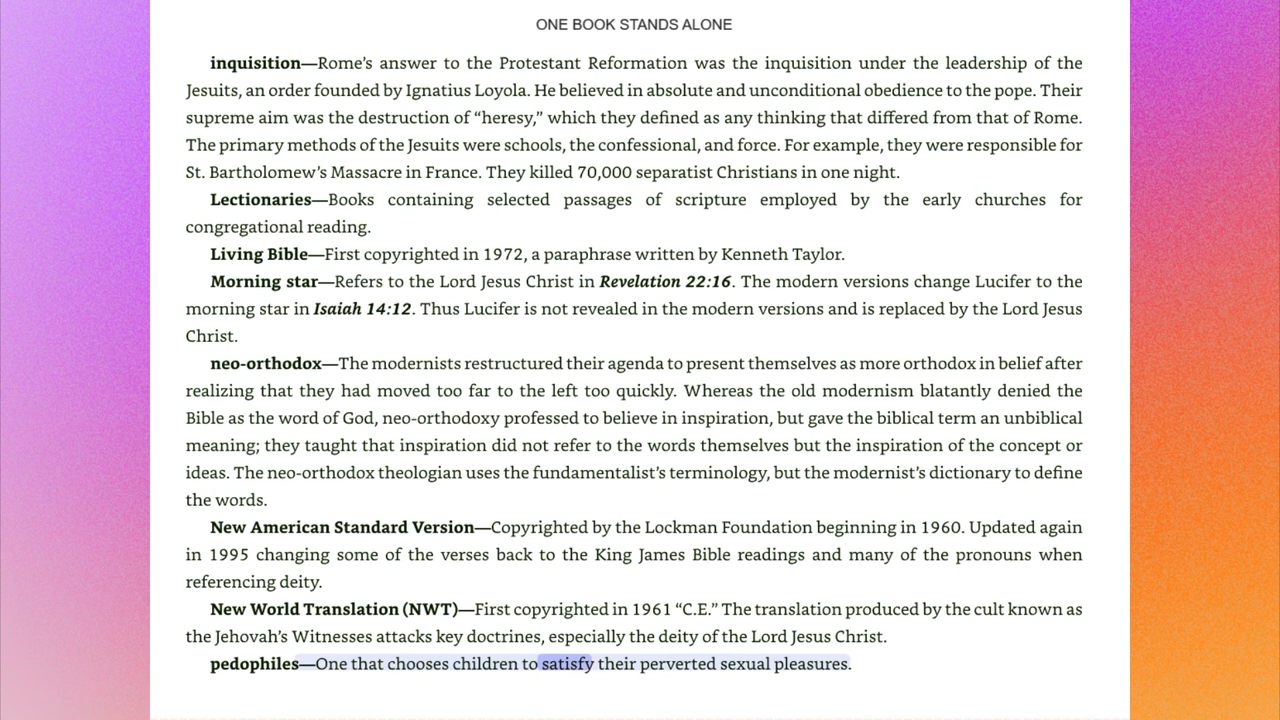 ONE BOOK STANDS ALONE
inquisition—Rome’s answer to the Protestant Reformation was the inquisition under the leadership of the
Jesuits, an order founded by Ignatius Loyola. He believed in absolute and unconditional obedience to the pope. Their
supreme aim was the destruction of “heresy,” which they defined as any thinking that differed from that of Rome.
The primary methods of the Jesuits were schools, the confessional, and force. For example, they were responsible for
St. Bartholomew’s Massacre in France. They killed 70,000 separatist Christians in one night.
Lectionaries—Books containing selected passages of scripture employed by the early churches for
congregational reading.
Living Bible—First copyrighted in 1972, a paraphrase written by Kenneth Taylor.
Morning star—Refers to the Lord Jesus Christ in Revelation 22:16. The modern versions change Lucifer to the
morning star in Isaiah 14:12. Thus Lucifer is not revealed in the modern versions and is replaced by the Lord Jesus
Christ.
neo-orthodox—The modernists restructured their agenda to present themselves as more orthodox in belief after
realizing that they had moved too far to the left too quickly. Whereas the old modernism blatantly denied the
Bible as the word of God, neo-orthodoxy professed to believe in inspiration, but gave the biblical term an unbiblical
meaning; they taught that inspiration did not refer to the words themselves but the inspiration of the concept or
ideas. The neo-orthodox theologian uses the fundamentalist’s terminology, but the modernist’s dictionary to define
the words.
New American Standard Version—Copyrighted by the Lockman Foundation beginning in 1960. Updated again
in 1995 changing some of the verses back to the King James Bible readings and many of the pronouns when
referencing deity.
New World Translation (NWT)—First copyrighted in 1961 “C.E.” The translation produced by the cult known as
the Jehovah’s Witnesses attacks key doctrines, especially the deity of the Lord Jesus Christ.
pedophiles—One that chooses children to satisfy their perverted sexual pleasures.